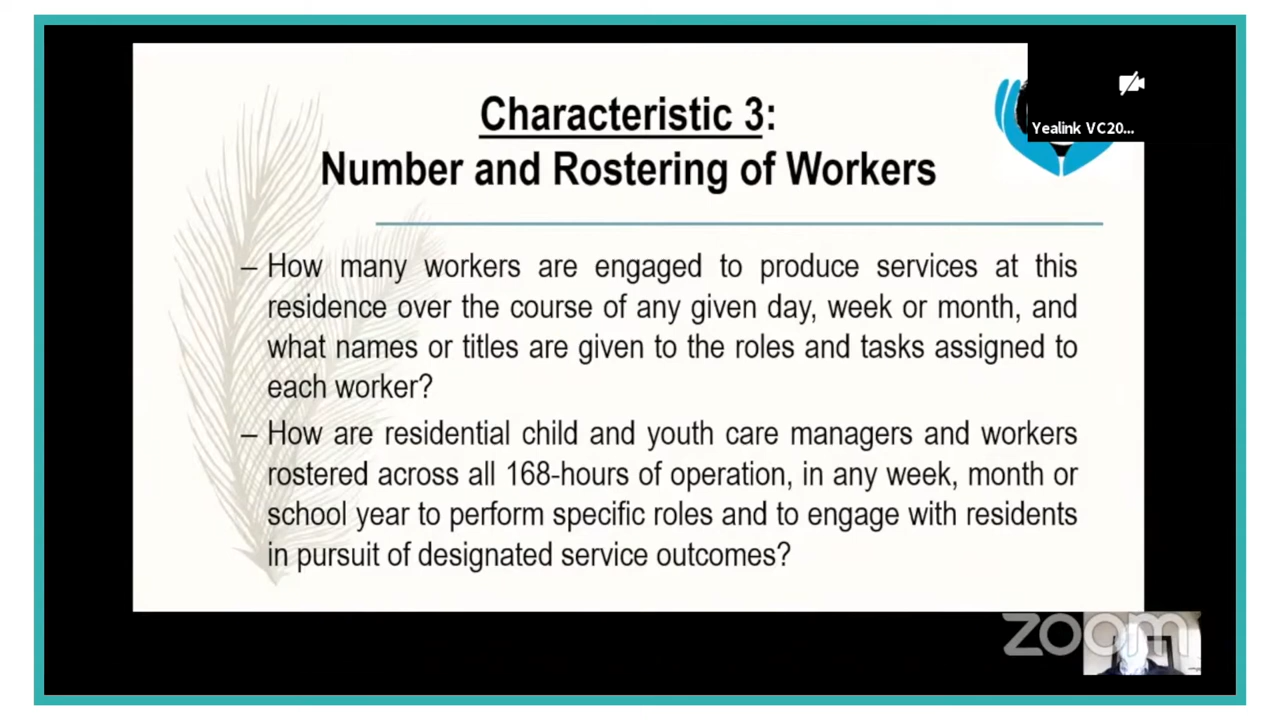 Characteristic 3:
Number and Rostering of Workers
Yealink VC20...
– How many workers are engaged to produce services at this
residence over the course of any given day, week or month, and
what names or titles are given to the roles and tasks assigned to
each worker?
– How are residential child and youth care managers and workers
rostered across all 168-hours of operation, in any week, month or
school year to perform specific roles and to engage with residents
in pursuit of designated service outcomes?
zoom